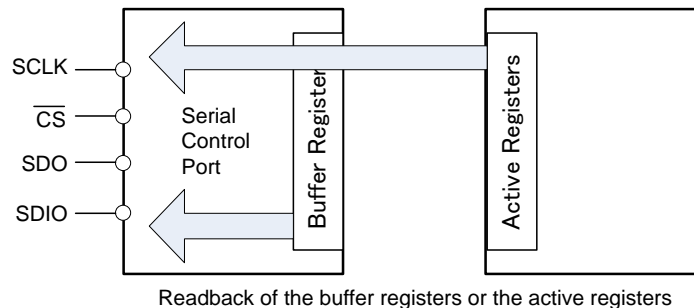 SCLK
CS
SDO
SDIO
Serial
Control
Port
Buffer Register
Active Registers
Readback of the buffer registers or the active registers